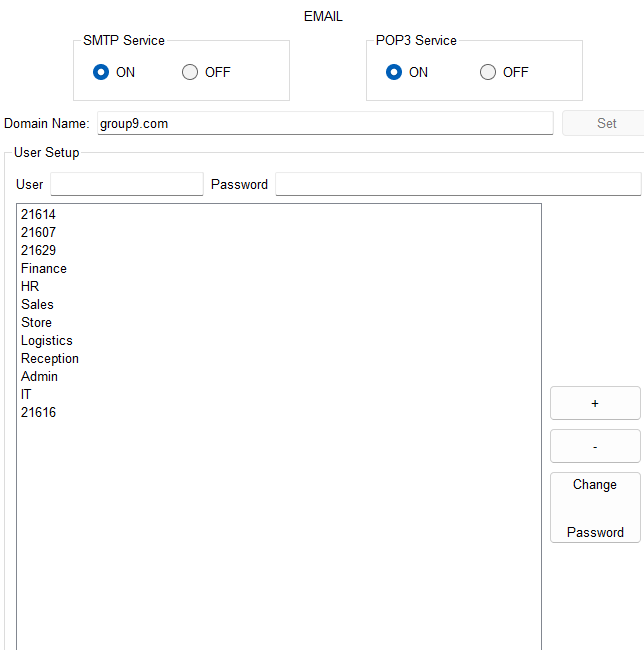 EMAIL
SMTP Service POP3 Service
ON OFF ON OFF
Domain Name: group9.com Set
User Setup
User Password
21614
21607
21629
Finance
HR
Sales
Store
Logistics
Reception
Admin
IT
21616
+
-
Change
Password